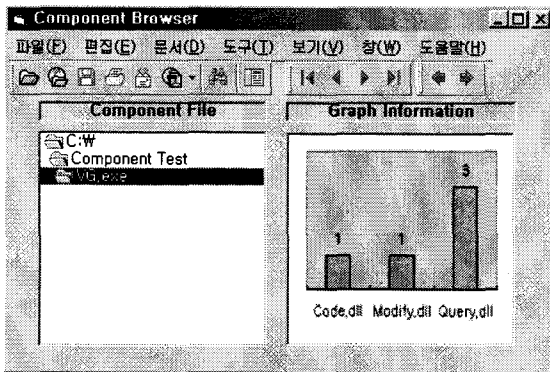 Component Browser
파일(F) 편집(E) 문서(D) 도구(T) 보기(V) 창(W) 도움말(H)
Component File
Graph Information
C:₩
Component Test
VG.exe
3
1
1
Code.dll Modify.dll Query.dll